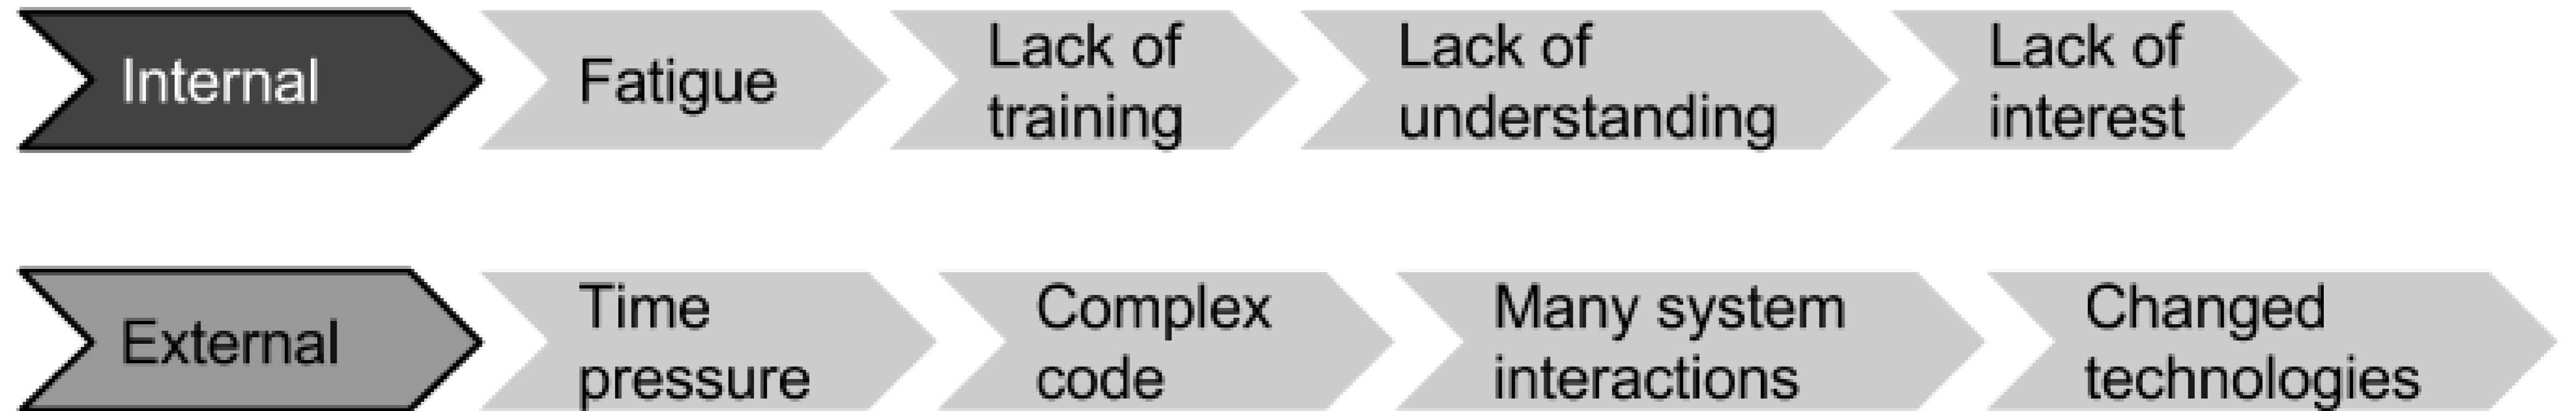 Internal
Fatigue
Lack of
training
Lack of
understanding
Lack of
interest
External
Time
pressure
Complex
code
Many system
interactions
Changed
technologies